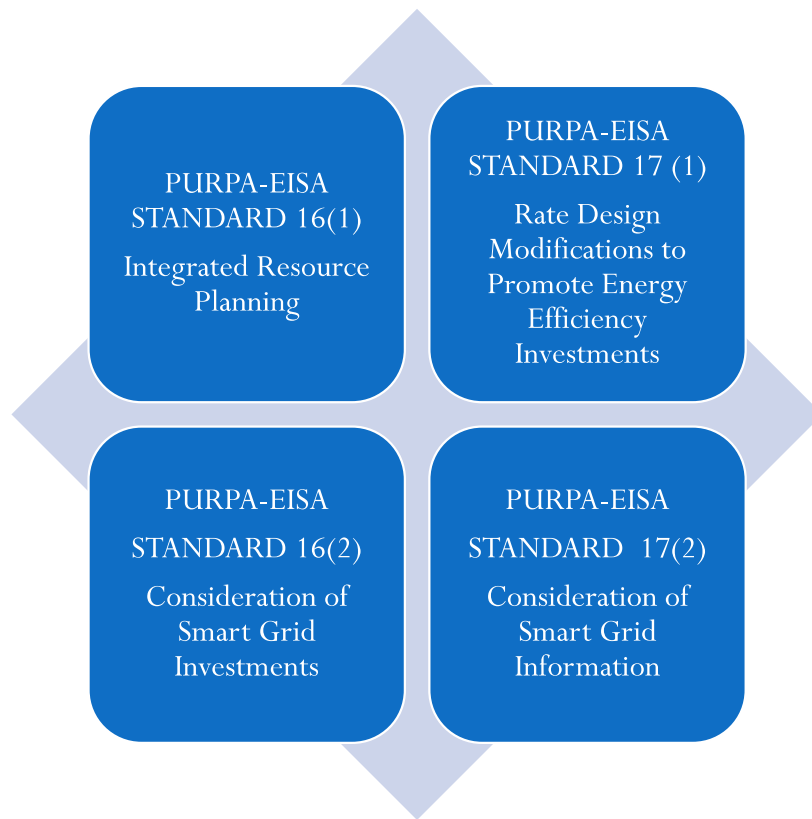 PURPA-EISA
STANDARD 16(1)
Integrated Resource
Planning
PURPA-EISA
STANDARD 17 (1)
Rate Design
Modifications to
Promote Energy
Efficiency
Investments
PURPA-EISA
STANDARD 16(2)
Consideration of
Smart Grid
Investments
PURPA-EISA
STANDARD 17(2)
Consideration of
Smart Grid
Information